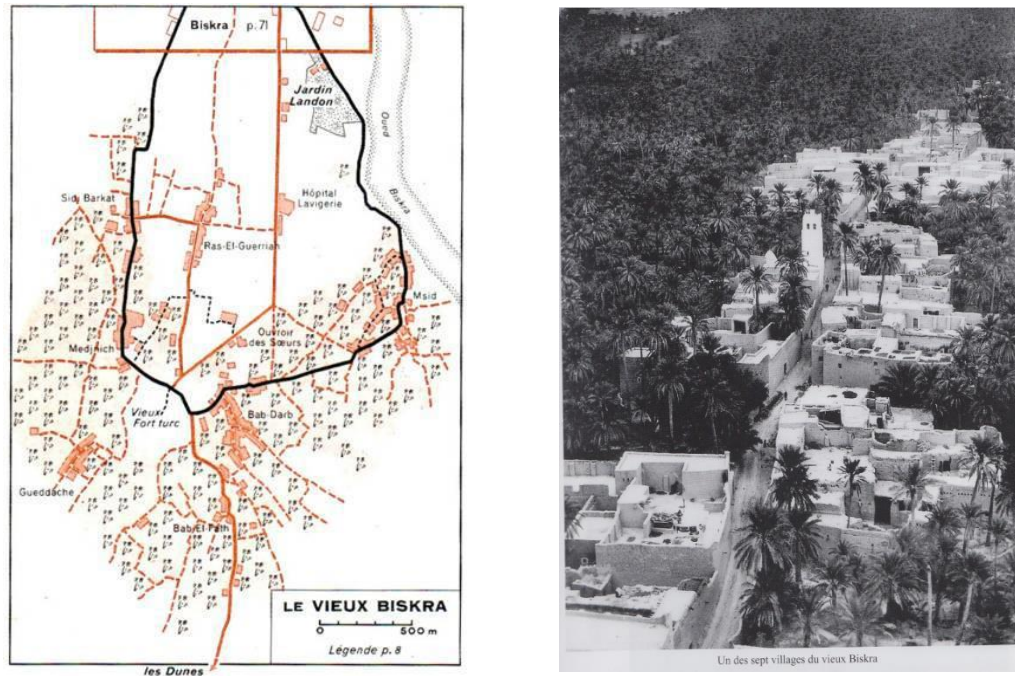 Biskra p. 71
Jardin
Landon
Oued
Biskra
Sidi Barkat
Hôpital
Lavigerie
Ras-El-Guerriah
Msid
Ouvroir
des Sœurs
Medjnich
Vieux
Fort turc
Bab-Darb
Gueddache
Bab-El-Fath
LE VIEUX BISKRA
0 500 m
Légende p. 8
les Dunes
Un des sept villages du vieux Biskra